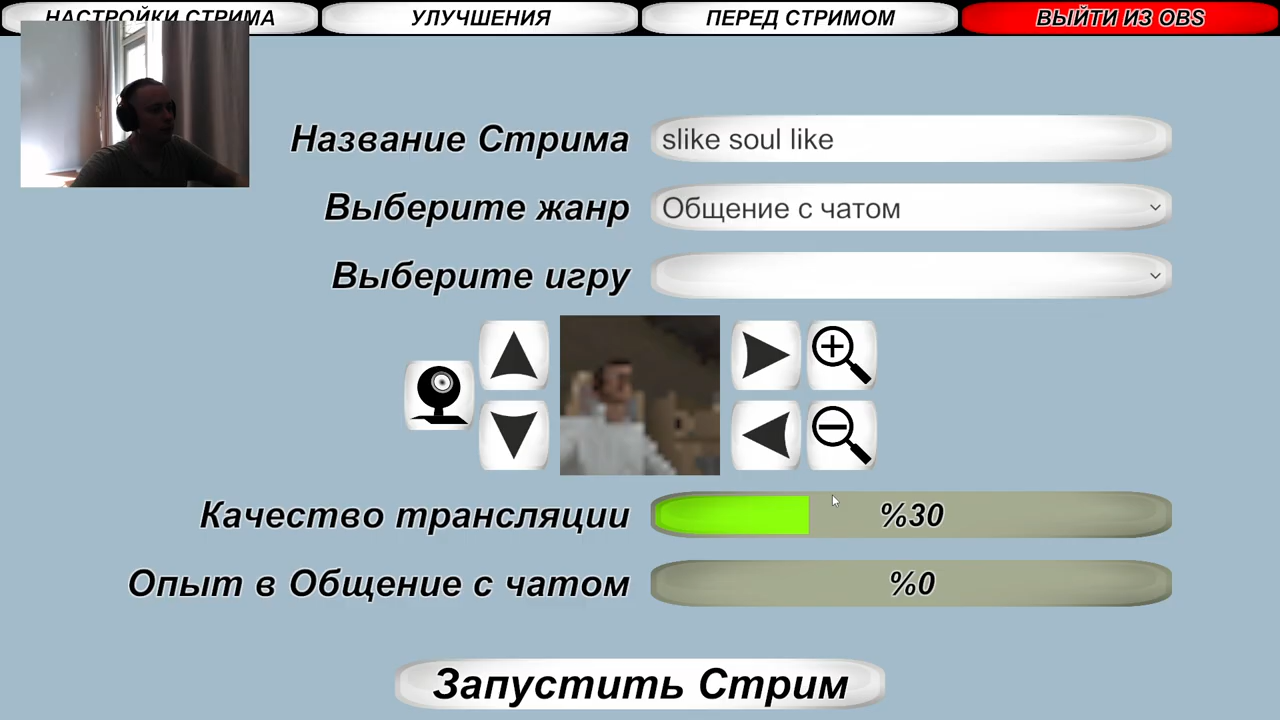 НАСТРОЙКИ СТРИМА
УЛУЧШЕНИЯ
ПЕРЕД СТРИМОМ
ВЫЙТИ ИЗ OBS
Название Стрима
slike soul like
Выберите жанр
Общение с чатом
Выберите игру
Качество трансляции
%30
Опыт в Общение с чатом
%0
Запустить Стрим